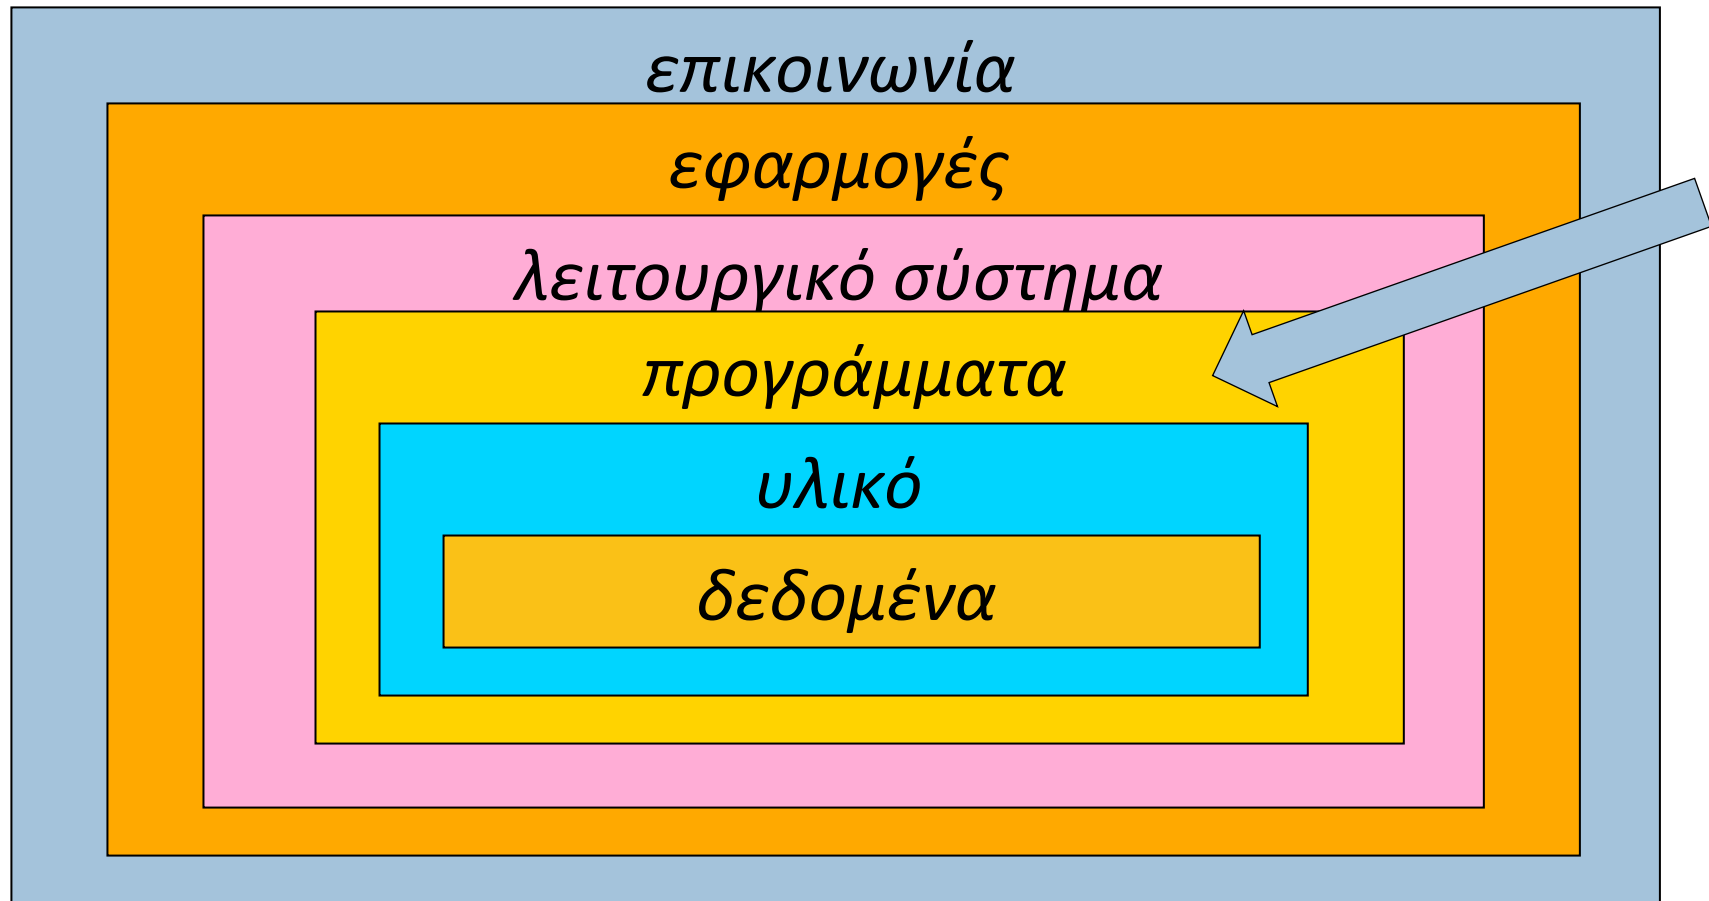 επικοινωνία
εφαρμογές
λειτουργικό σύστημα
προγράμματα
υλικό
δεδομένα